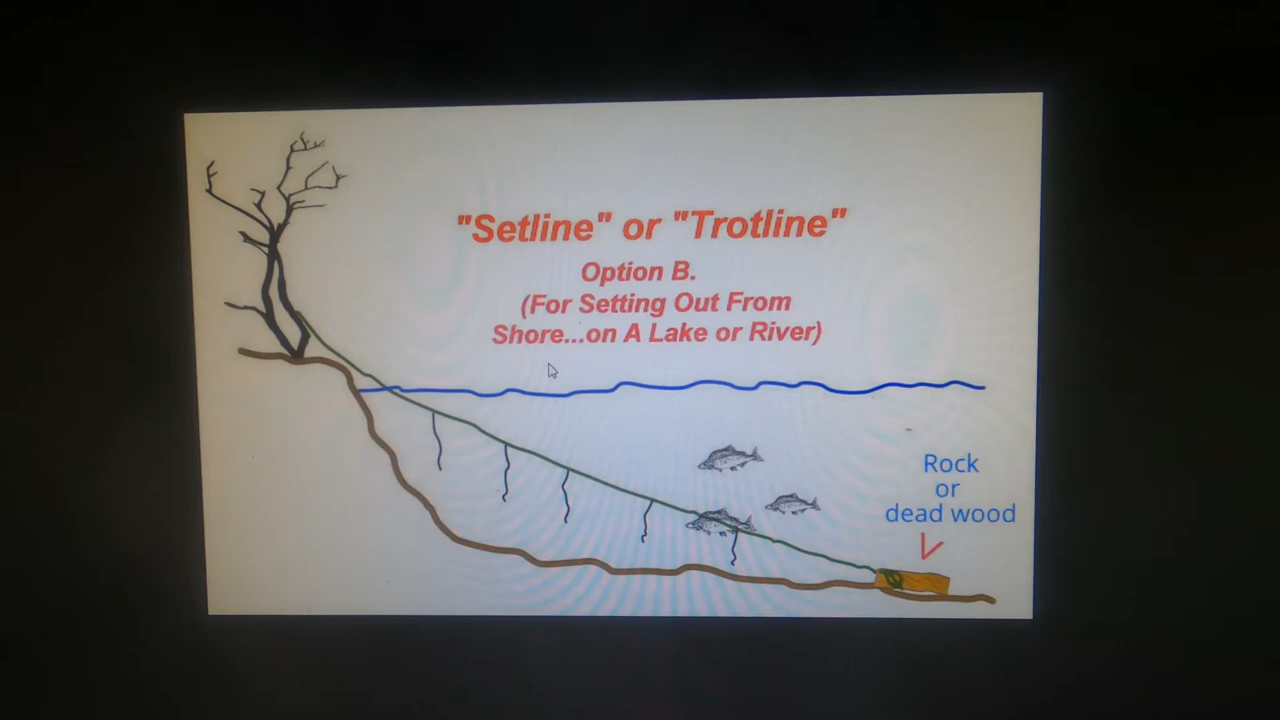 "Setline" or "Trotline"
Option B.
(For Setting Out From
Shore...on A Lake or River)
Rock
or
dead wood